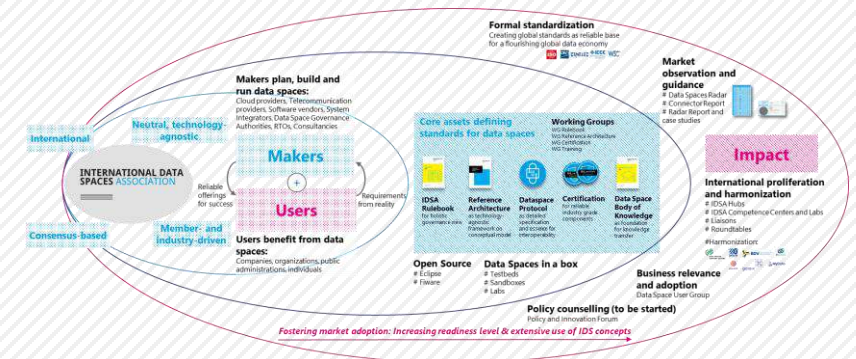 Formal standardization
Creating global standards as reliable base
for a flourishing global data economy
Market
observation and
guidance
# Data Spaces Radar
# Connector Report
# Radar Report and
case studies
Makers plan, build and
run data spaces:
Cloud providers, Telecommunication
providers, Software vendors, System
Integrators, Data Space Governance
Authorities, RTOs, Consultancies
International
Neutral, technology-
agnostic
Makers
INTERNATIONAL DATA
SPACES ASSOCIATION
Reliable
offerings
for success
+
Requirements
from reality
Users
Consensus-based
Member- and
industry-driven
Users benefit from data
spaces:
Companies, organizations, public
administrations, individuals
Core assets defining
standards for data spaces
Working Groups
WG Rulebook
WG Reference Architecture
WG Certification
WG Training
IDSA
Rulebook
for holistic
governance
Reference
Architecture
as technology-
agnostic
framework on
conceptual model
Dataspace
Protocol
as detailed
specification
and essence for
interoperability
Certification
for reliable
industry grade
components
Data Space
Body of
Knowledge
as foundation
for knowledge
transfer
Impact
International proliferation
and harmonization
# IDSA Hubs
# IDSA Competence Centers and Labs
# Liaisons
# Roundtables
#Harmonization:
Open Source
# Eclipse
# Fiware
Data Spaces in a box
# Testbeds
# Sandboxes
# Labs
Business relevance
and adoption
Data Space User Group
Policy counselling (to be started)
Policy and Innovation Forum
Fostering market adoption: Increasing readiness level & extensive use of IDS concepts